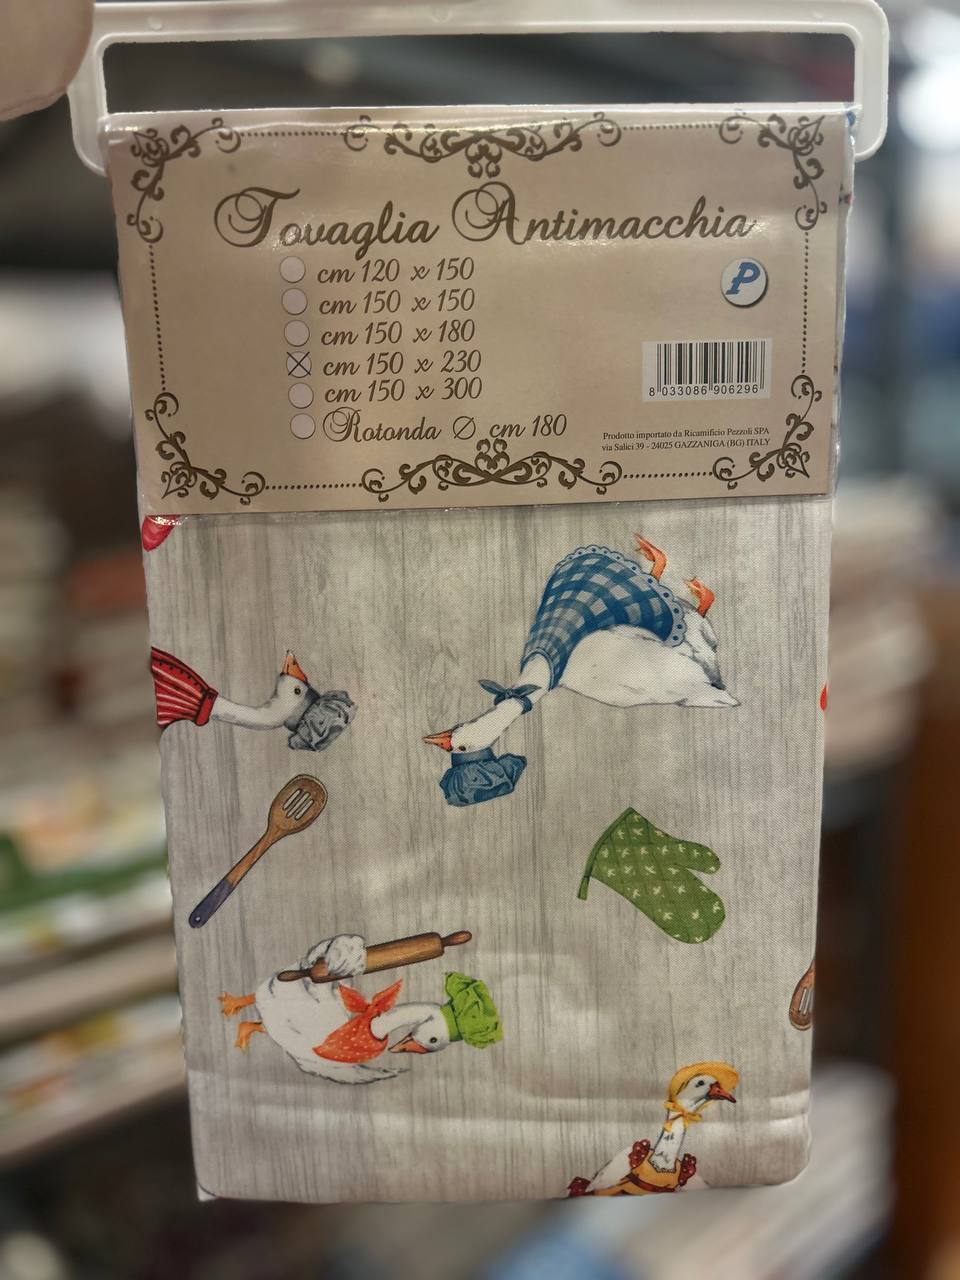 Tovaglia Antimacchia
cm 120 x 150
cm 150 x 150
cm 150 x 180
cm 150 x 230
cm 150 x 300
Rotonda Ø cm 180
P
8 033086 906296
Prodotto importato da Ricamificio Pezzoli SPA
via Salici 39 - 24025 GAZZANIGA (BG) ITALY